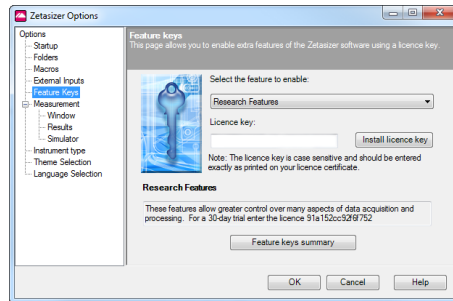 Zetasizer Options
Options
Startup
Folders
Macros
External Inputs
Feature Keys
Measurement
Window
Results
Simulator
Instrument type
Theme Selection
Language Selection
Feature keys
This page allows you to enable extra features of the Zetasizer software using a licence key.
Select the feature to enable:
Research Features
Licence key:
Install licence key
Note: The licence key is case sensitive and should be entered
exactly as printed on your licence certificate.
Research Features
These features allow greater control over many aspects of data acquisition and
processing. For a 30-day trial enter the licence 91a152cc92f6f752
Feature keys summary
OK
Cancel
Help